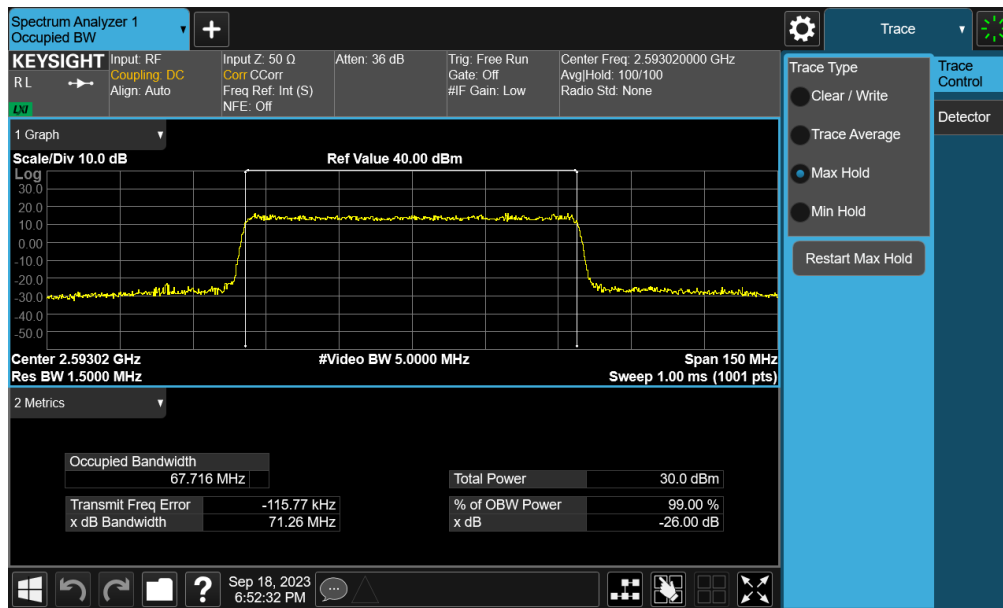 Spectrum Analyzer 1
Occupied BW
Trace
KEYSIGHT
R L
LXI
Input: RF
Coupling: DC
Align: Auto
Input Z: 50 Ω
Corr CCorr
Freq Ref: Int (S)
NFE: Off
Atten: 36 dB
Trig: Free Run
Gate: Off
#IF Gain: Low
Center Freq: 2.593020000 GHz
Avg|Hold: 100/100
Radio Std: None
Trace Type
Clear / Write
Trace Average
Max Hold
Min Hold
Restart Max Hold
Trace
Control
Detector
1 Graph
Scale/Div 10.0 dB
Ref Value 40.00 dBm
Log
30.0
20.0
10.0
0.00
-10.0
-20.0
-30.0
-40.0
-50.0
Center 2.59302 GHz
#Video BW 5.0000 MHz
Span 150 MHz
Res BW 1.5000 MHz
Sweep 1.00 ms (1001 pts)
2 Metrics
Occupied Bandwidth
67.716 MHz
Total Power 30.0 dBm
Transmit Freq Error -115.77 kHz
% of OBW Power 99.00 %
x dB Bandwidth 71.26 MHz
x dB -26.00 dB
?
Sep 18, 2023
6:52:32 PM